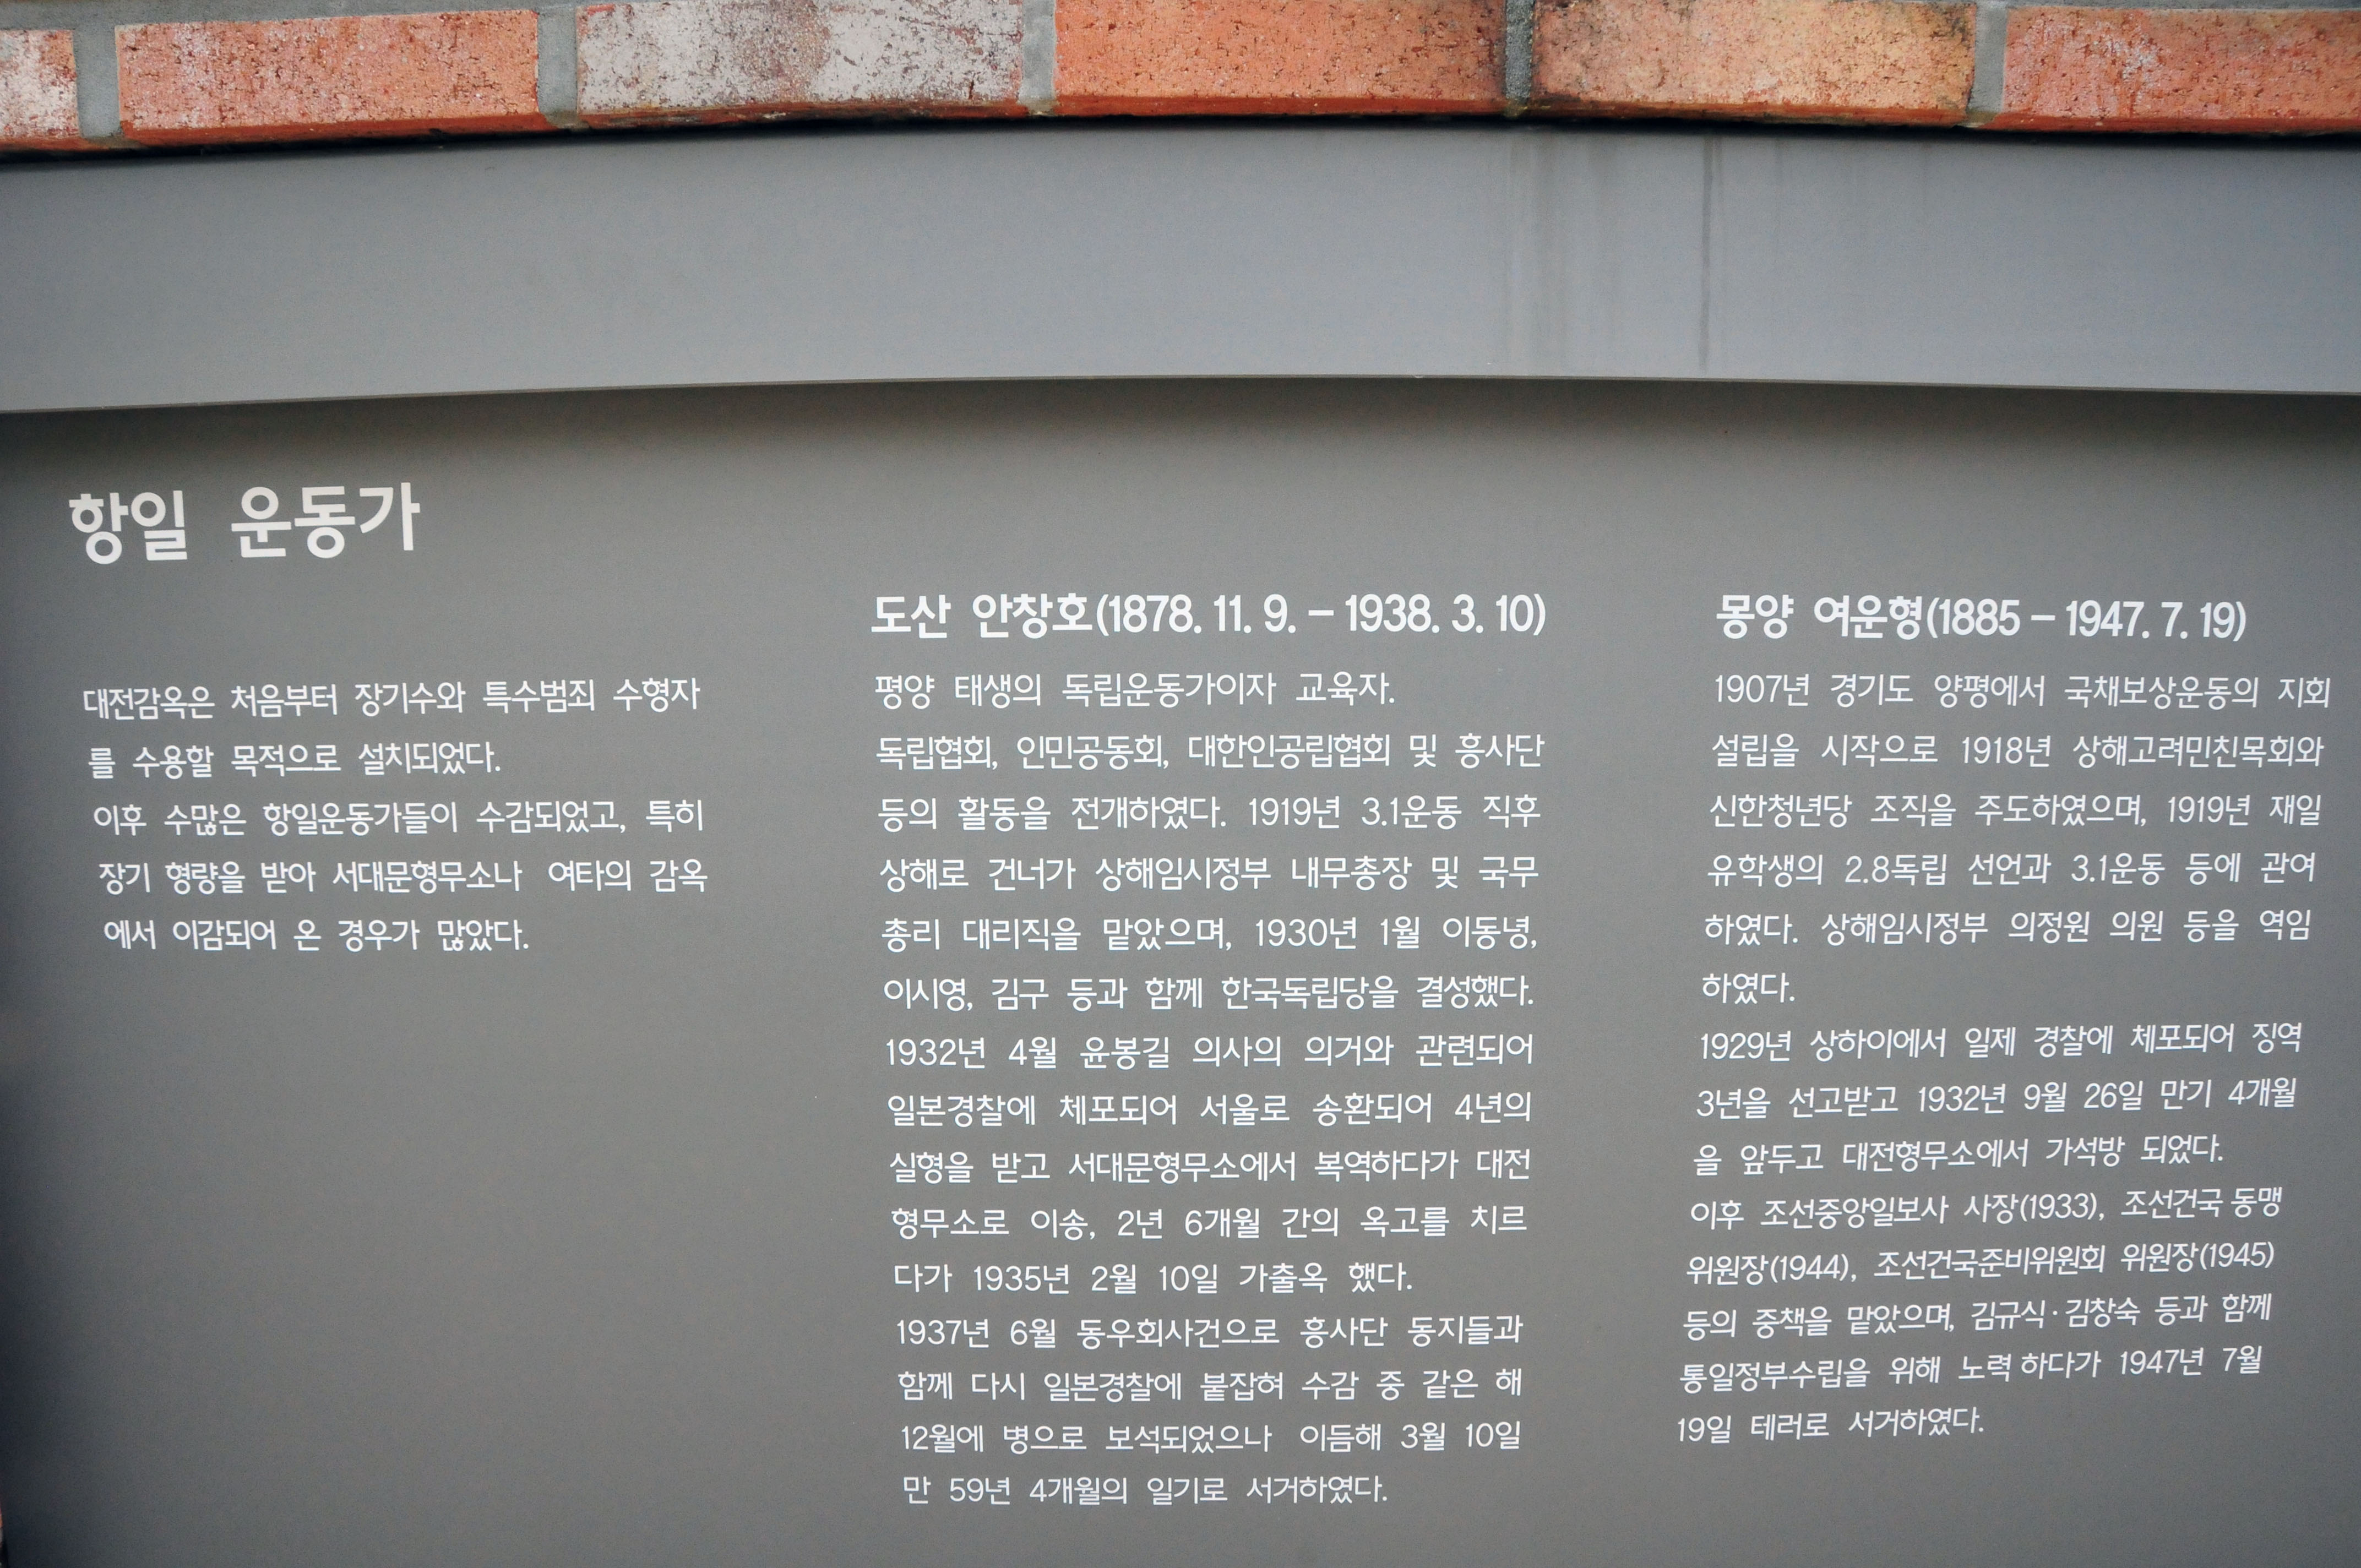 항일 운동가
대전감옥은 처음부터 장기수와 특수범죄 수형자
를 수용할 목적으로 설치되었다.
이후 수많은 항일운동가들이 수감되었고, 특히
장기 형량을 받아 서대문형무소나 여타의 감옥
에서 이감되어 온 경우가 많았다.
도산 안창호(1878. 11. 9. – 1938. 3. 10)
평양 태생의 독립운동가이자 교육자.
독립협회, 인민공동회, 대한인공립협회 및 흥사단
등의 활동을 전개하였다. 1919년 3.1운동 직후
상해로 건너가 상해임시정부 내무총장 및 국무
총리 대리직을 맡았으며, 1930년 1월 이동녕,
이시영, 김구 등과 함께 한국독립당을 결성했다.
1932년 4월 윤봉길 의사의 의거와 관련되어
일본경찰에 체포되어 서울로 송환되어 4년의
실형을 받고 서대문형무소에서 복역하다가 대전
형무소로 이송, 2년 6개월 간의 옥고를 치르
다가 1935년 2월 10일 가출옥 했다.
1937년 6월 동우회사건으로 흥사단 동지들과
함께 다시 일본경찰에 붙잡혀 수감 중 같은 해
12월에 병으로 보석되었으나 이듬해 3월 10일
만 59년 4개월의 일기로 서거하였다.
몽양 여운형(1885 – 1947. 7. 19)
1907년 경기도 양평에서 국채보상운동의 지회
설립을 시작으로 1918년 상해고려민친목회와
신한청년당 조직을 주도하였으며, 1919년 재일
유학생의 2.8독립 선언과 3.1운동 등에 관여
하였다. 상해임시정부 의정원 의원 등을 역임
하였다.
1929년 상하이에서 일제 경찰에 체포되어 징역
3년을 선고받고 1932년 9월 26일 만기 4개월
을 앞두고 대전형무소에서 가석방 되었다.
이후 조선중앙일보사 사장(1933), 조선건국 동맹
위원장(1944), 조선건국준비위원회 위원장(1945)
등의 중책을 맡았으며, 김규식·김창숙 등과 함께
통일정부수립을 위해 노력 하다가 1947년 7월
19일 테러로 서거하였다.